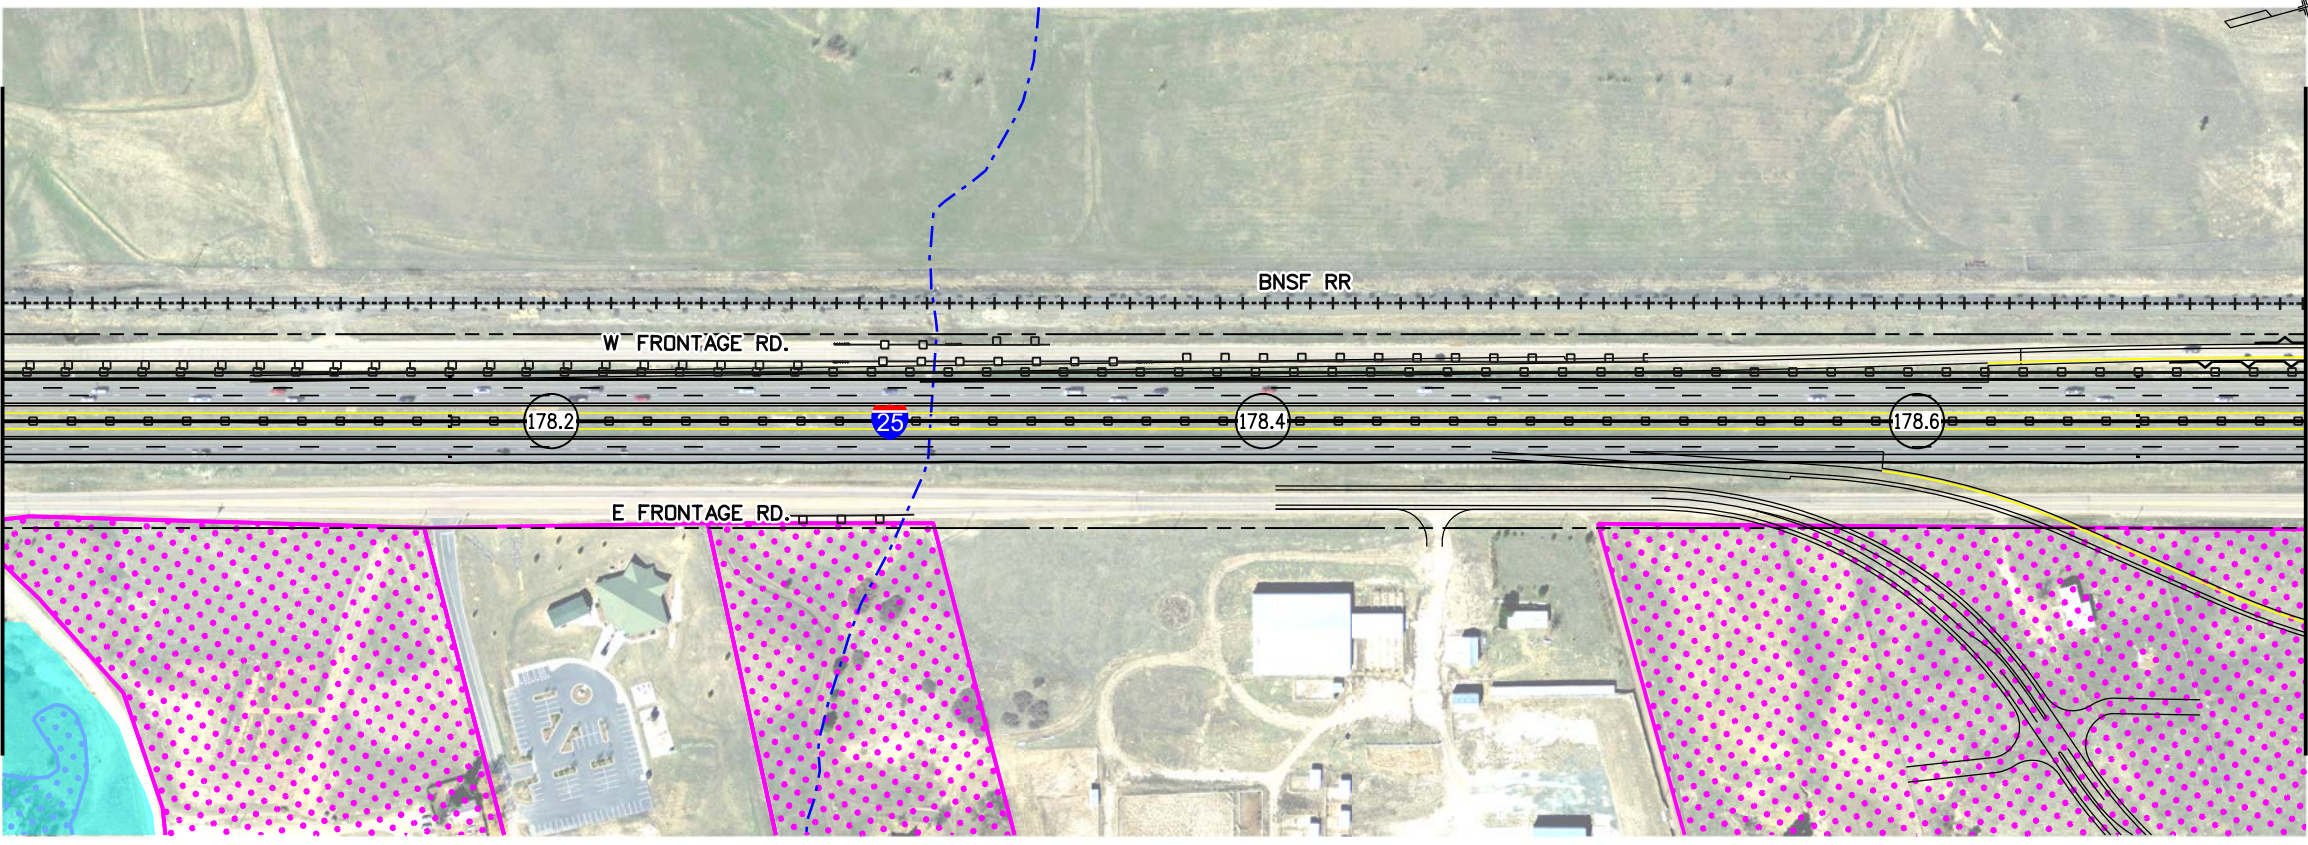 BNSF RR
W FRONTAGE RD.
178.2
25
178.4
178.6
E FRONTAGE RD.